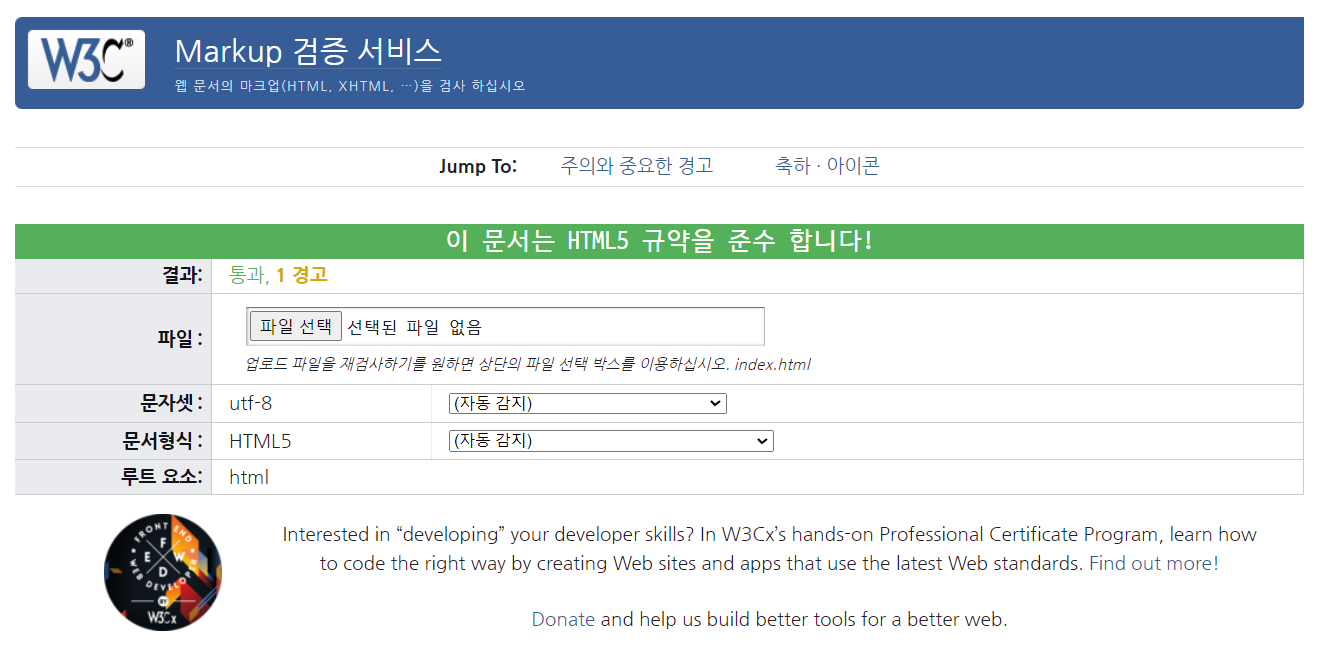 W3C®
Markup 검증 서비스
웹 문서의 마크업(HTML, XHTML, …)을 검사 하십시오
Jump To: 주의와 중요한 경고 축하 · 아이콘
이 문서는 HTML5 규약을 준수 합니다!
결과: 통과, 1 경고
파일 : 파일 선택 선택된 파일 없음
업로드 파일을 재검사하기를 원하면 상단의 파일 선택 박스를 이용하십시오. index.html
문자셋 : utf-8 (자동 감지)
문서형식 : HTML5 (자동 감지)
루트 요소: html
FRONT END
E F W D
WEB DEVELOPER
BY
W3Cx
Interested in “developing” your developer skills? In W3Cx’s hands-on Professional Certificate Program, learn how
to code the right way by creating Web sites and apps that use the latest Web standards. Find out more!
Donate and help us build better tools for a better web.